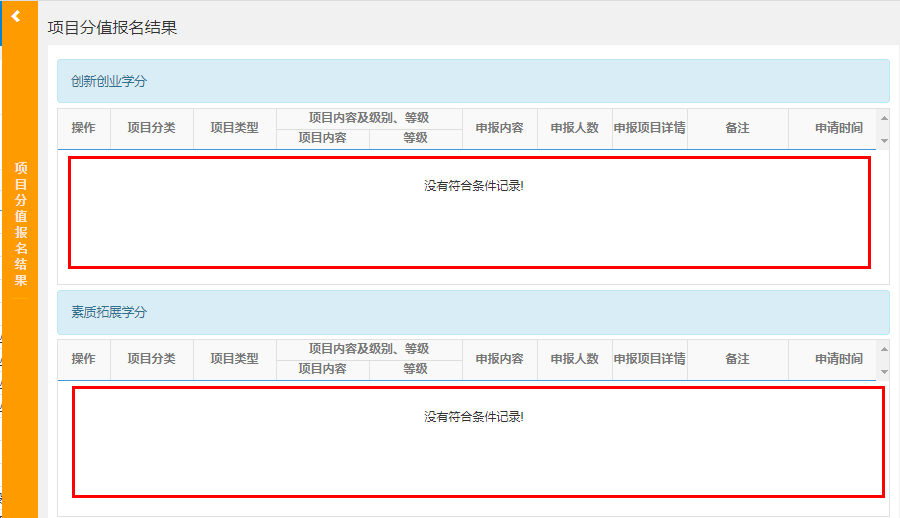 项目分值报名结果
项目分值报名结果
创新创业学分
操作 项目分类 项目类型 项目内容及级别、等级 申报内容 申报人数 申报项目详情 备注 申请时间
项目内容 等级
没有符合条件记录!
素质拓展学分
操作 项目分类 项目类型 项目内容及级别、等级 申报内容 申报人数 申报项目详情 备注 申请时间
项目内容 等级
没有符合条件记录!